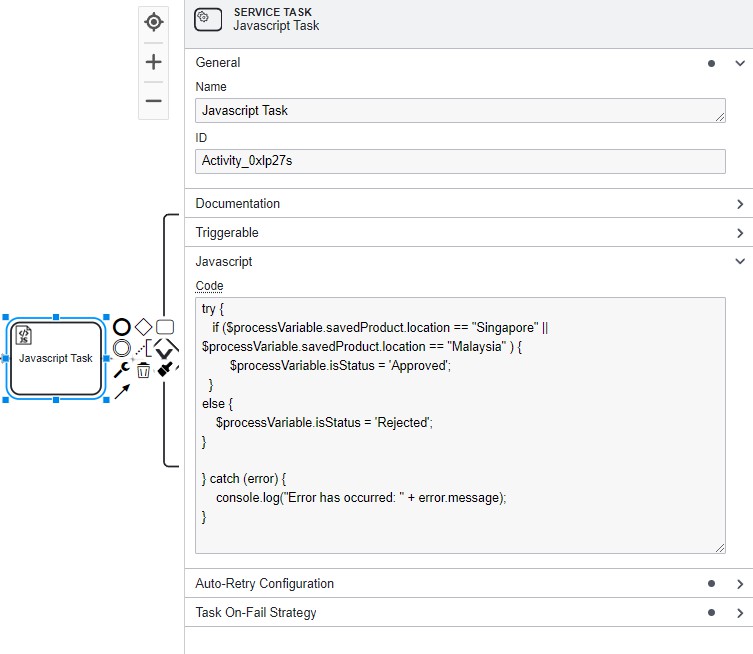 SERVICE TASK
Javascript Task
General
Name
Javascript Task
ID
Activity_0xlp27s
Documentation
Triggerable
Javascript
Code
try {
if ($processVariable.savedProduct.location == "Singapore" ||
$processVariable.savedProduct.location == "Malaysia" ) {
$processVariable.isStatus = 'Approved';
}
else {
$processVariable.isStatus = 'Rejected';
}
} catch (error) {
console.log("Error has occurred: " + error.message);
}
Auto-Retry Configuration
Task On-Fail Strategy
JS
Javascript Task